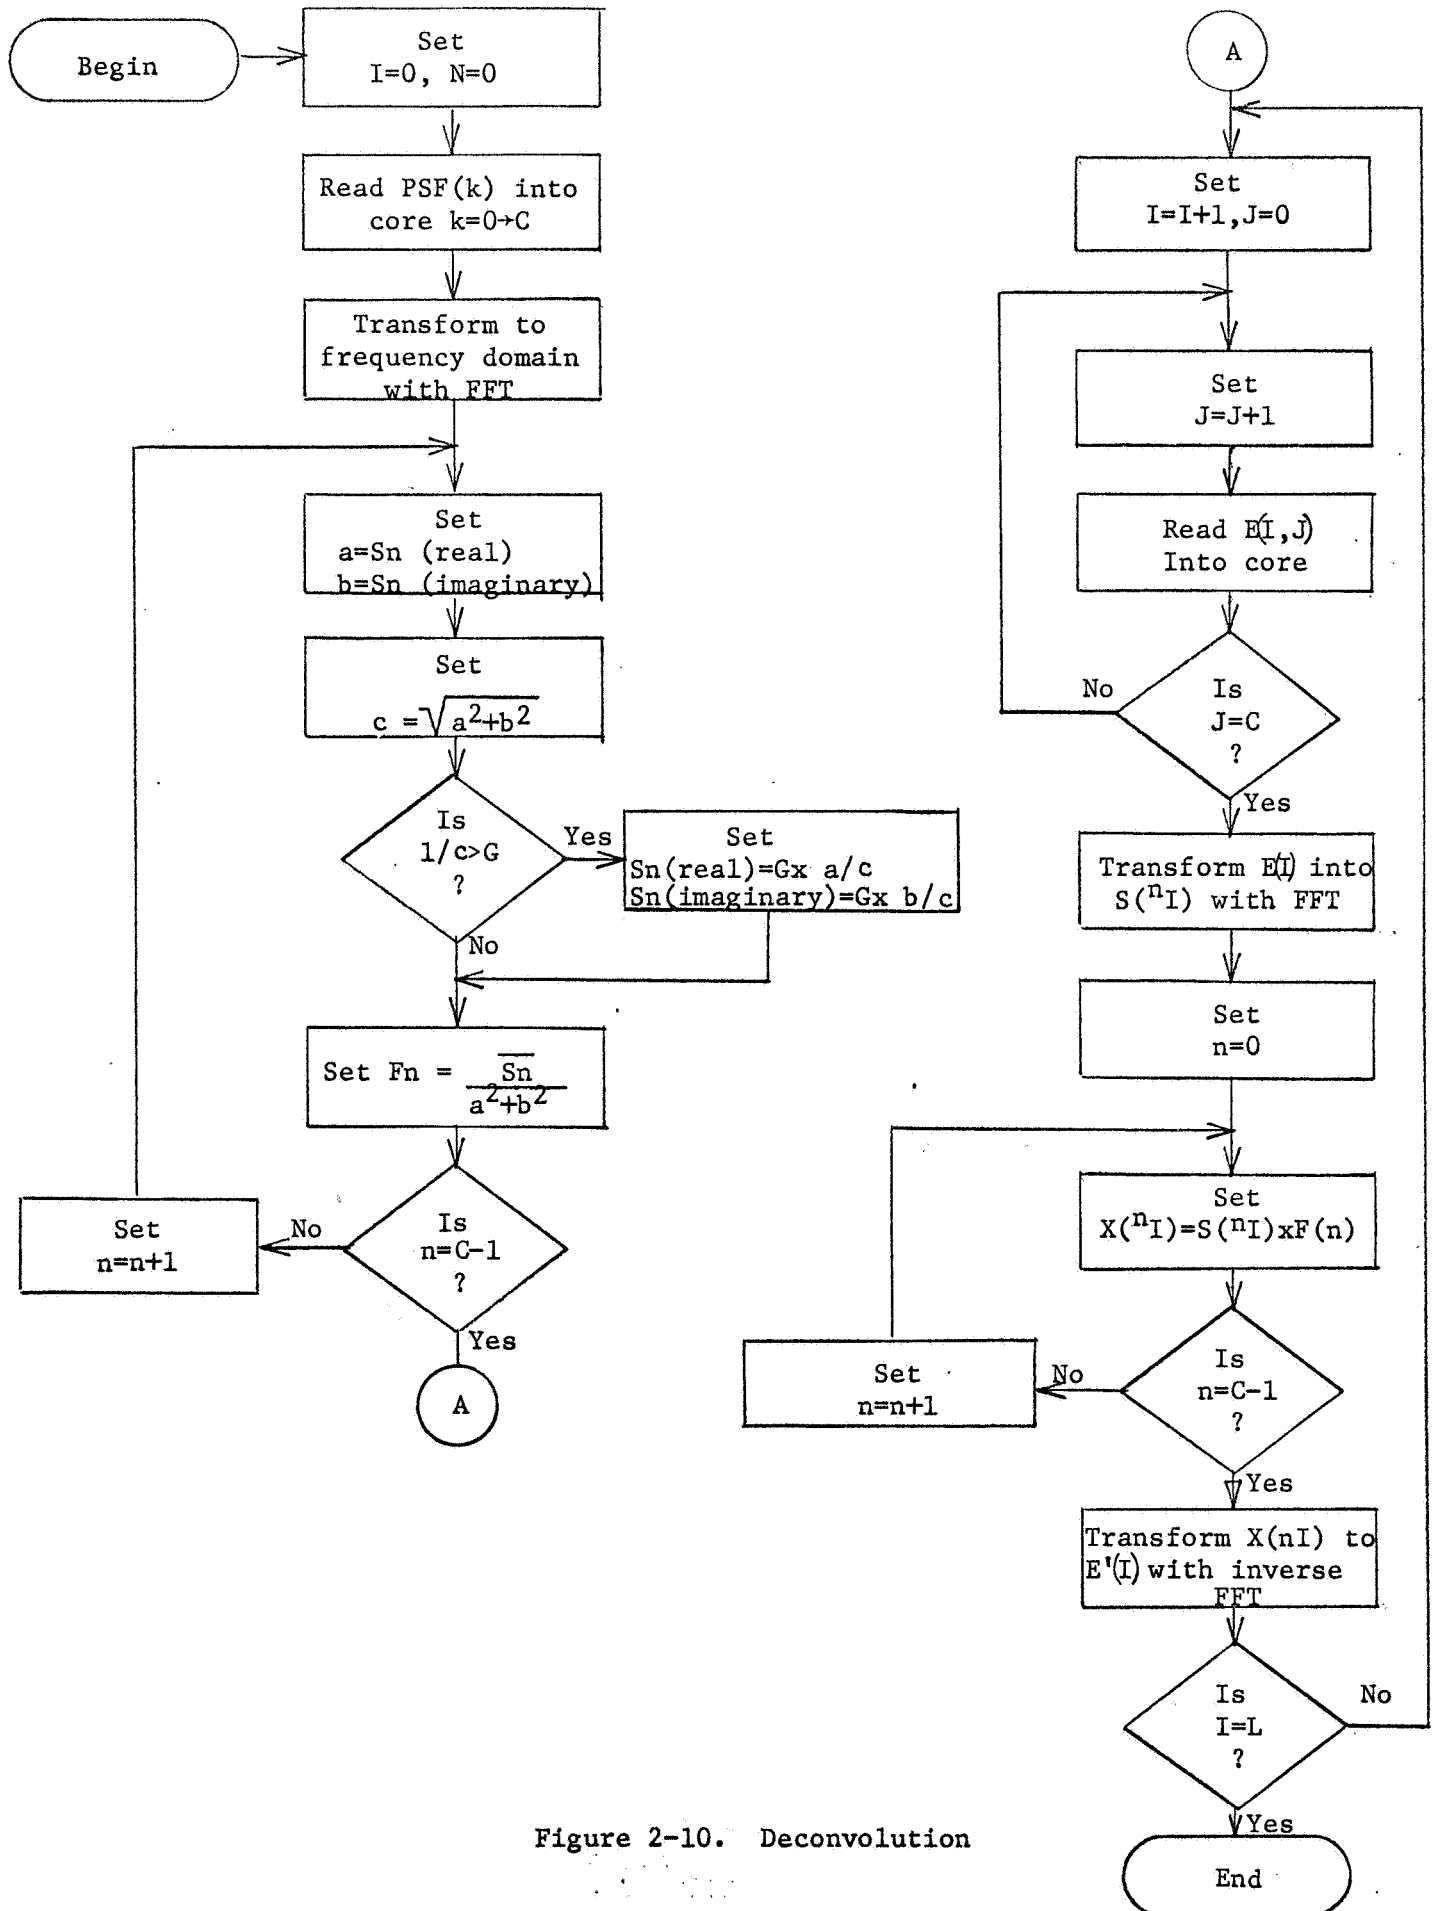 Begin
Set
I=0, N=0
Read PSF(k) into
core k=0→C
Transform to
frequency domain
with FFT
Set
a=Sn (real)
b=Sn (imaginary)
Set
c = √a²+b²
Is
1/c>G
?
Yes
Set
Sn(real)=Gx a/c
Sn(imaginary)=Gx b/c
No
Set Fn = S̅n̅
a²+b²
Is
n=C-1
?
No
Set
n=n+1
Yes
A
A
Set
I=I+1,J=0
Set
J=J+1
Read E(I,J)
Into core
Is
J=C
?
No
Yes
Transform E(I) into
S(ⁿI) with FFT
Set
n=0
Set
X(ⁿI)=S(ⁿI)xF(n)
Is
n=C-1
?
No
Set
n=n+1
Yes
Transform X(nI) to
E'(I) with inverse
FFT
Is
I=L
?
No
Yes
End
Figure 2-10. Deconvolution